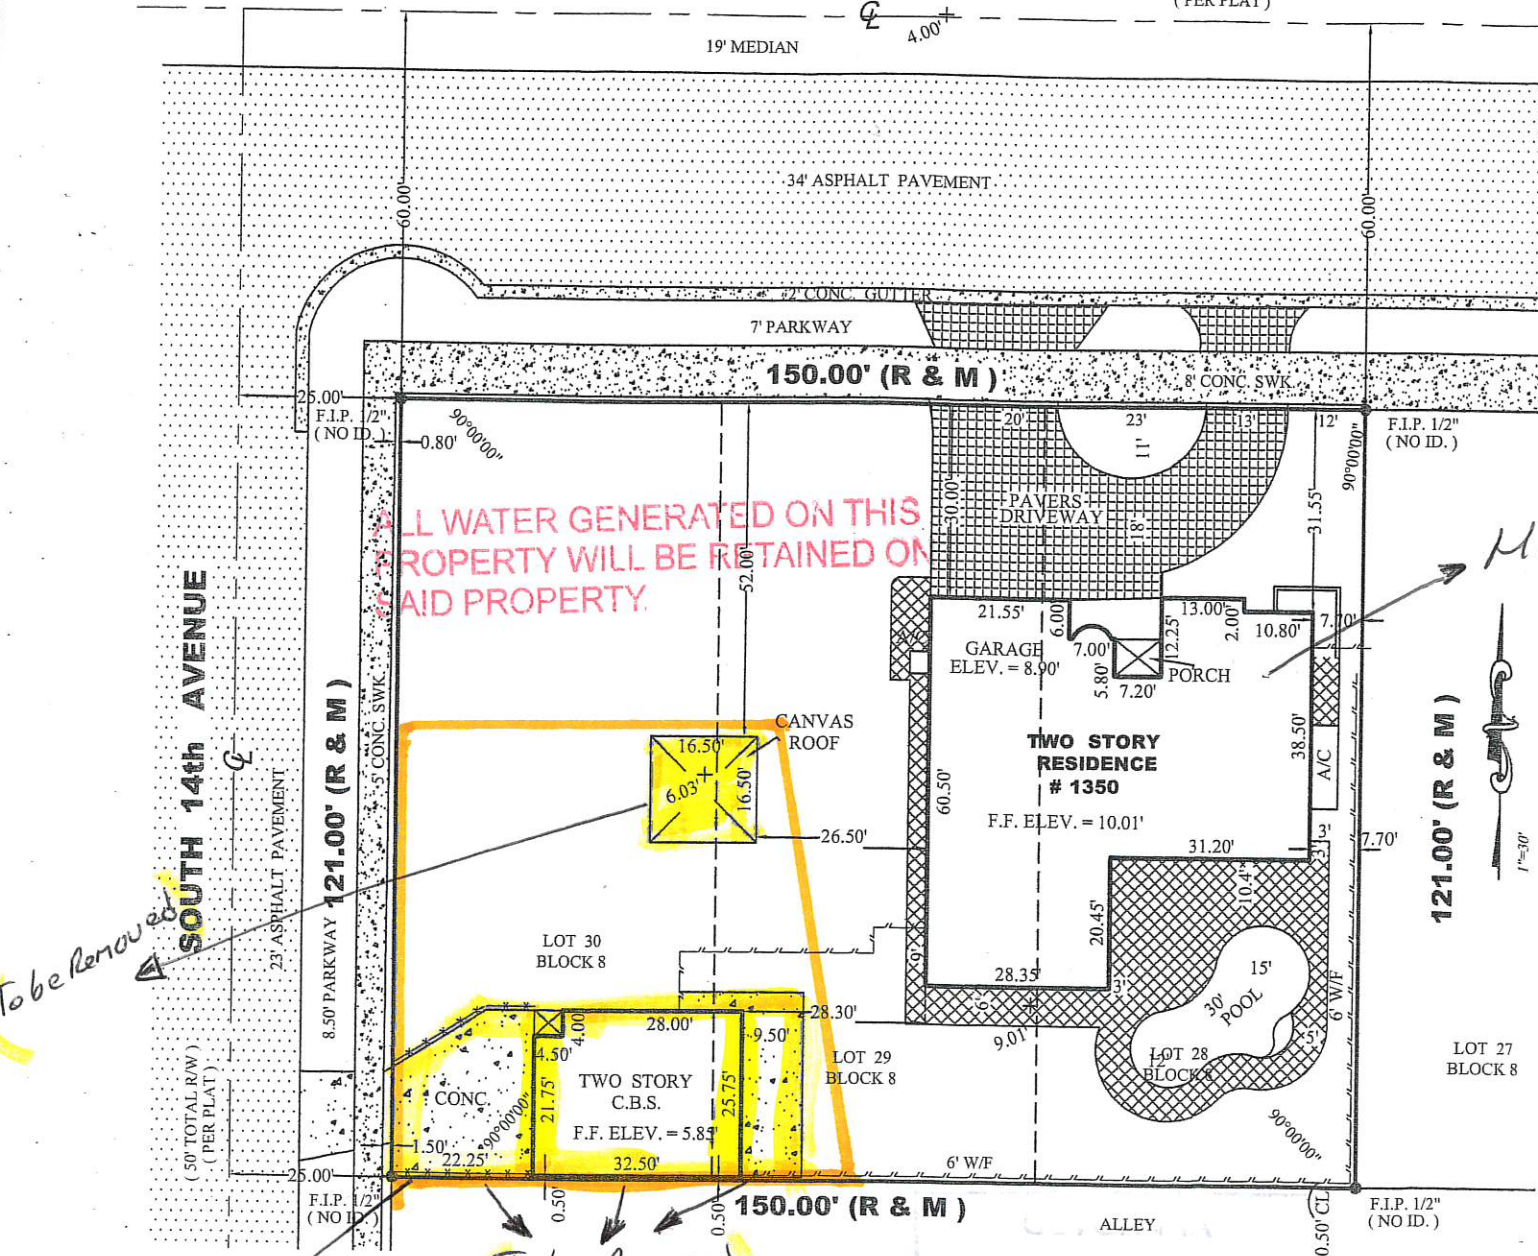 ( PER PLAT )
℄
4.00'
19' MEDIAN
34' ASPHALT PAVEMENT
60.00'
60.00'
2' CONC. GUTTER
7' PARKWAY
150.00' (R & M )
8' CONC. SWK.
25.00'
F.I.P. 1/2"
( NO ID. )
0.80'
90°00'00"
20'
23'
13'
12'
11'
F.I.P. 1/2"
( NO ID. )
90°00'00"
ALL WATER GENERATED ON THIS
PROPERTY WILL BE RETAINED ON
SAID PROPERTY.
52.00'
30.00'
PAVERS
DRIVEWAY
18'
31.55'
SOUTH 14th AVENUE
℄
121.00' (R & M )
5' CONC. SWK.
23' ASPHALT PAVEMENT
8.50' PARKWAY
( 50' TOTAL R/W )
( PER PLAT )
A/C
21.55'
6.00'
GARAGE
ELEV. = 8.90'
7.00'
5.80'
7.20'
12.25'
PORCH
13.00'
2.00'
10.80'
7.70'
CANVAS
ROOF
16.50'
16.50'
6.03'
26.50'
TWO STORY
RESIDENCE
# 1350
F.F. ELEV. = 10.01'
60.50'
38.50'
A/C
3'
7.70'
31.20'
10.4'
20.45'
28.35'
3'
6'
9'
9.01'
15'
30'
POOL
12'
5'
6' W/F
121.00' (R & M )
1"=30'
To be Removed
LOT 30
BLOCK 8
28.30'
LOT 29
BLOCK 8
LOT 28
BLOCK 8
LOT 27
BLOCK 8
4.00'
28.00'
9.50'
4.50'
TWO STORY
C.B.S.
F.F. ELEV. = 5.85'
21.75'
25.75'
CONC.
90°00'00"
1.50'
22.25'
32.50'
6' W/F
90°00'00"
25.00'
F.I.P. 1/2"
( NO ID. )
0.50'
0.50'
150.00' (R & M )
ALLEY
0.50' CL
F.I.P. 1/2"
( NO ID. )